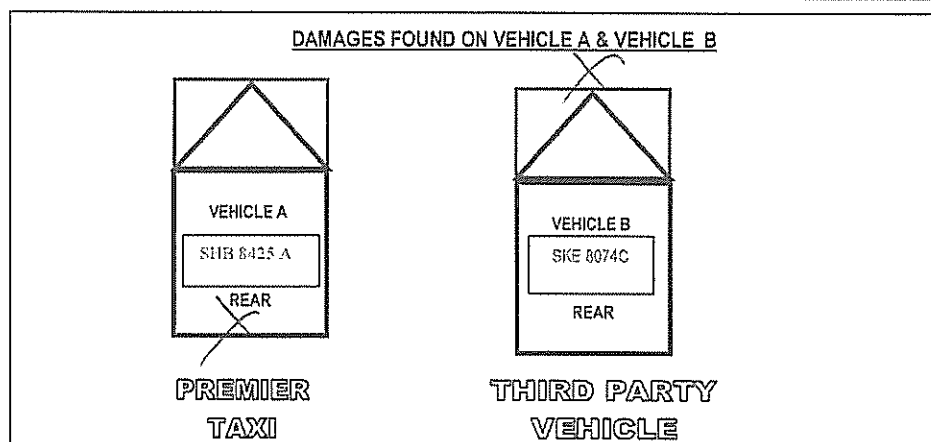 DAMAGES FOUND ON VEHICLE A & VEHICLE B
VEHICLE A
SHB 8425 A
REAR
PREMIER
TAXI
VEHICLE B
SKE 8074C
REAR
THIRD PARTY
VEHICLE